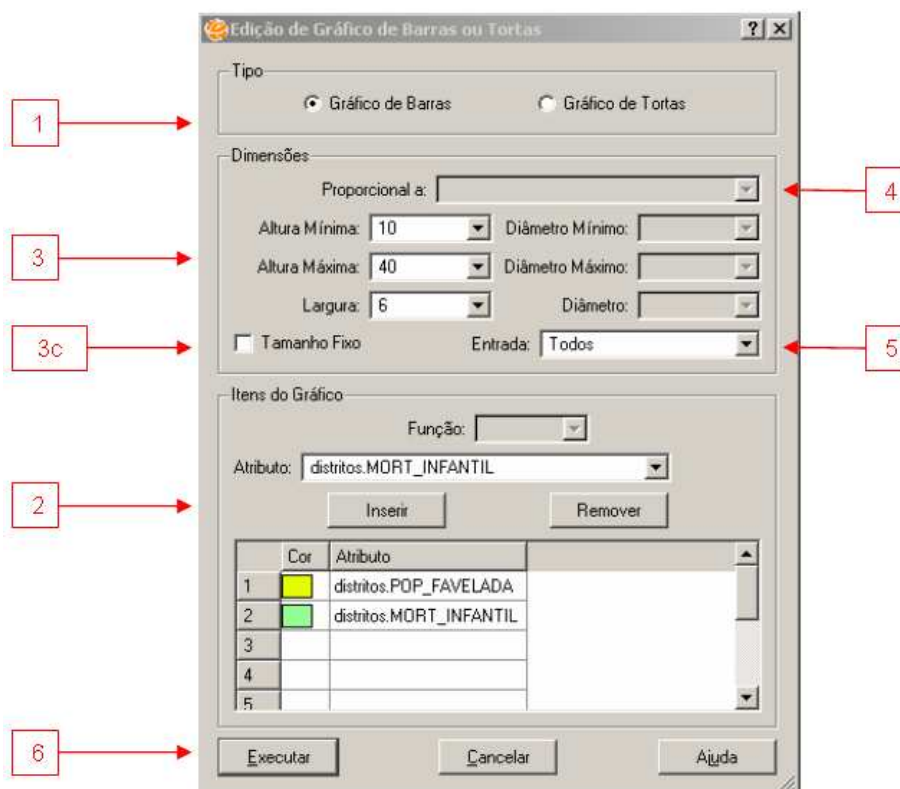 Edição de Gráfico de Barras ou Tortas
Tipo
Gráfico de Barras Gráfico de Tortas
1
Dimensões
Proporcional a:
4
Altura Mínima: 10 Diâmetro Mínimo:
3
Altura Máxima: 40 Diâmetro Máximo:
Largura: 6 Diâmetro:
3c
Tamanho Fixo Entrada: Todos
5
Itens do Gráfico
Função:
Atributo: distritos.MORT_INFANTIL
2
Inserir Remover
Cor Atributo
1 distritos.POP_FAVELADA
2 distritos.MORT_INFANTIL
3
4
5
6
Executar Cancelar Ajuda